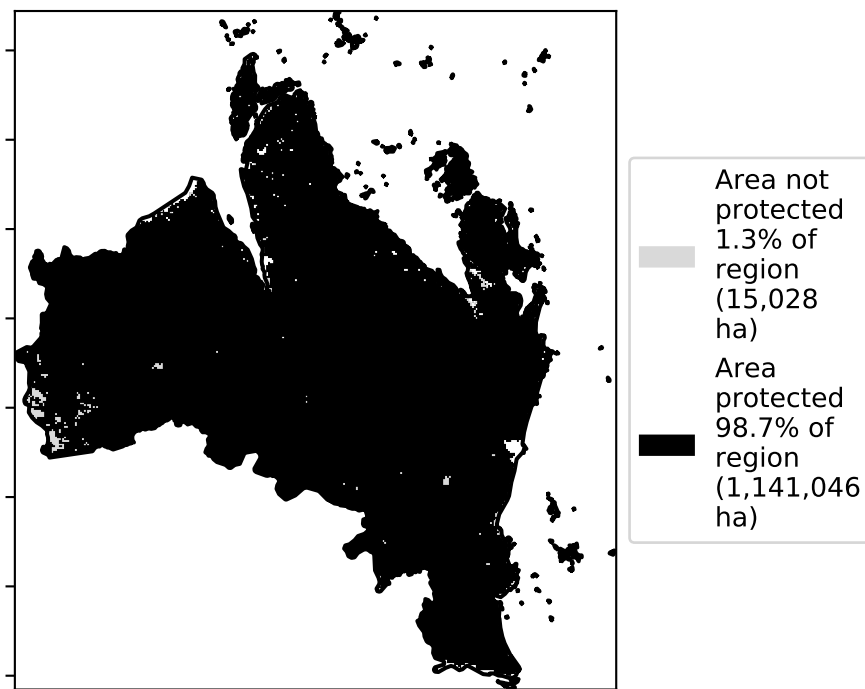 Area not
protected
1.3% of
region
(15,028
ha)
Area
protected
98.7% of
region
(1,141,046
ha)